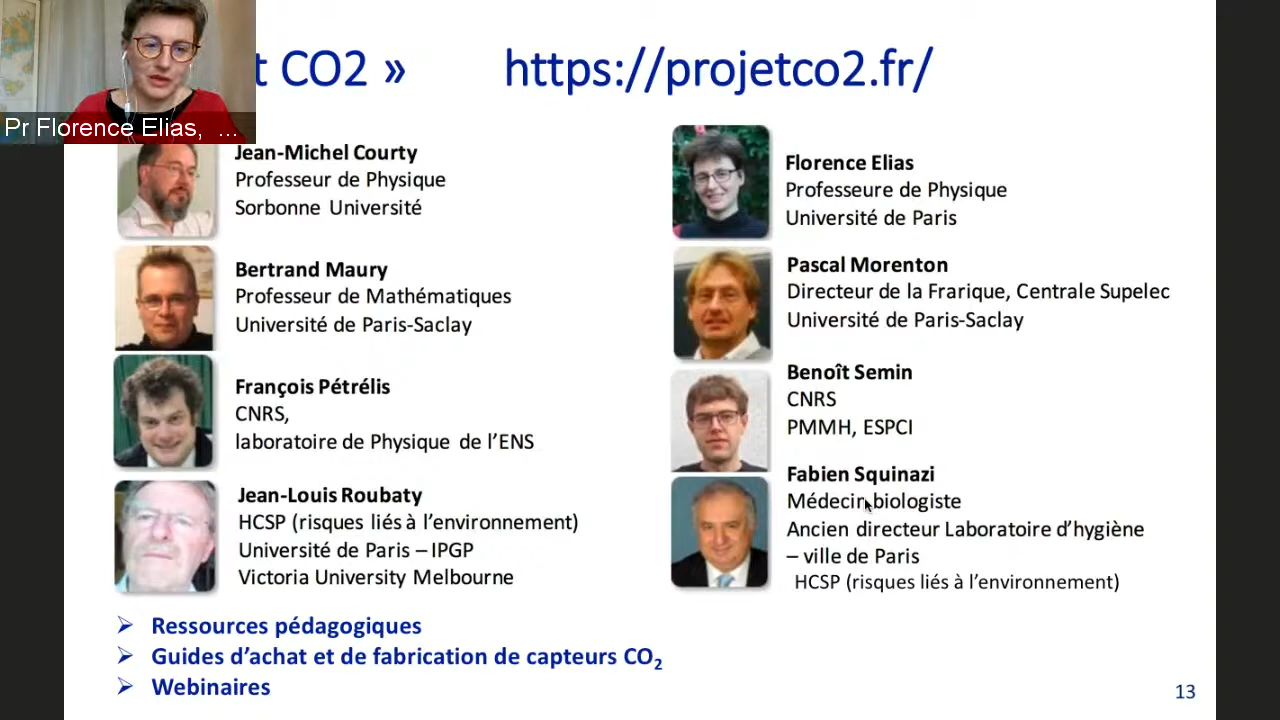 t CO2 » https://projetco2.fr/
Pr Florence Elias, ...
Jean-Michel Courty
Professeur de Physique
Sorbonne Université
Bertrand Maury
Professeur de Mathématiques
Université de Paris-Saclay
François Pétrélis
CNRS,
laboratoire de Physique de l’ENS
Jean-Louis Roubaty
HCSP (risques liés à l’environnement)
Université de Paris – IPGP
Victoria University Melbourne
Florence Elias
Professeure de Physique
Université de Paris
Pascal Morenton
Directeur de la Frarique, Centrale Supelec
Université de Paris-Saclay
Benoît Semin
CNRS
PMMH, ESPCI
Fabien Squinazi
Médecin biologiste
Ancien directeur Laboratoire d’hygiène
– ville de Paris
HCSP (risques liés à l’environnement)
➢ Ressources pédagogiques
➢ Guides d’achat et de fabrication de capteurs CO₂
➢ Webinaires
13